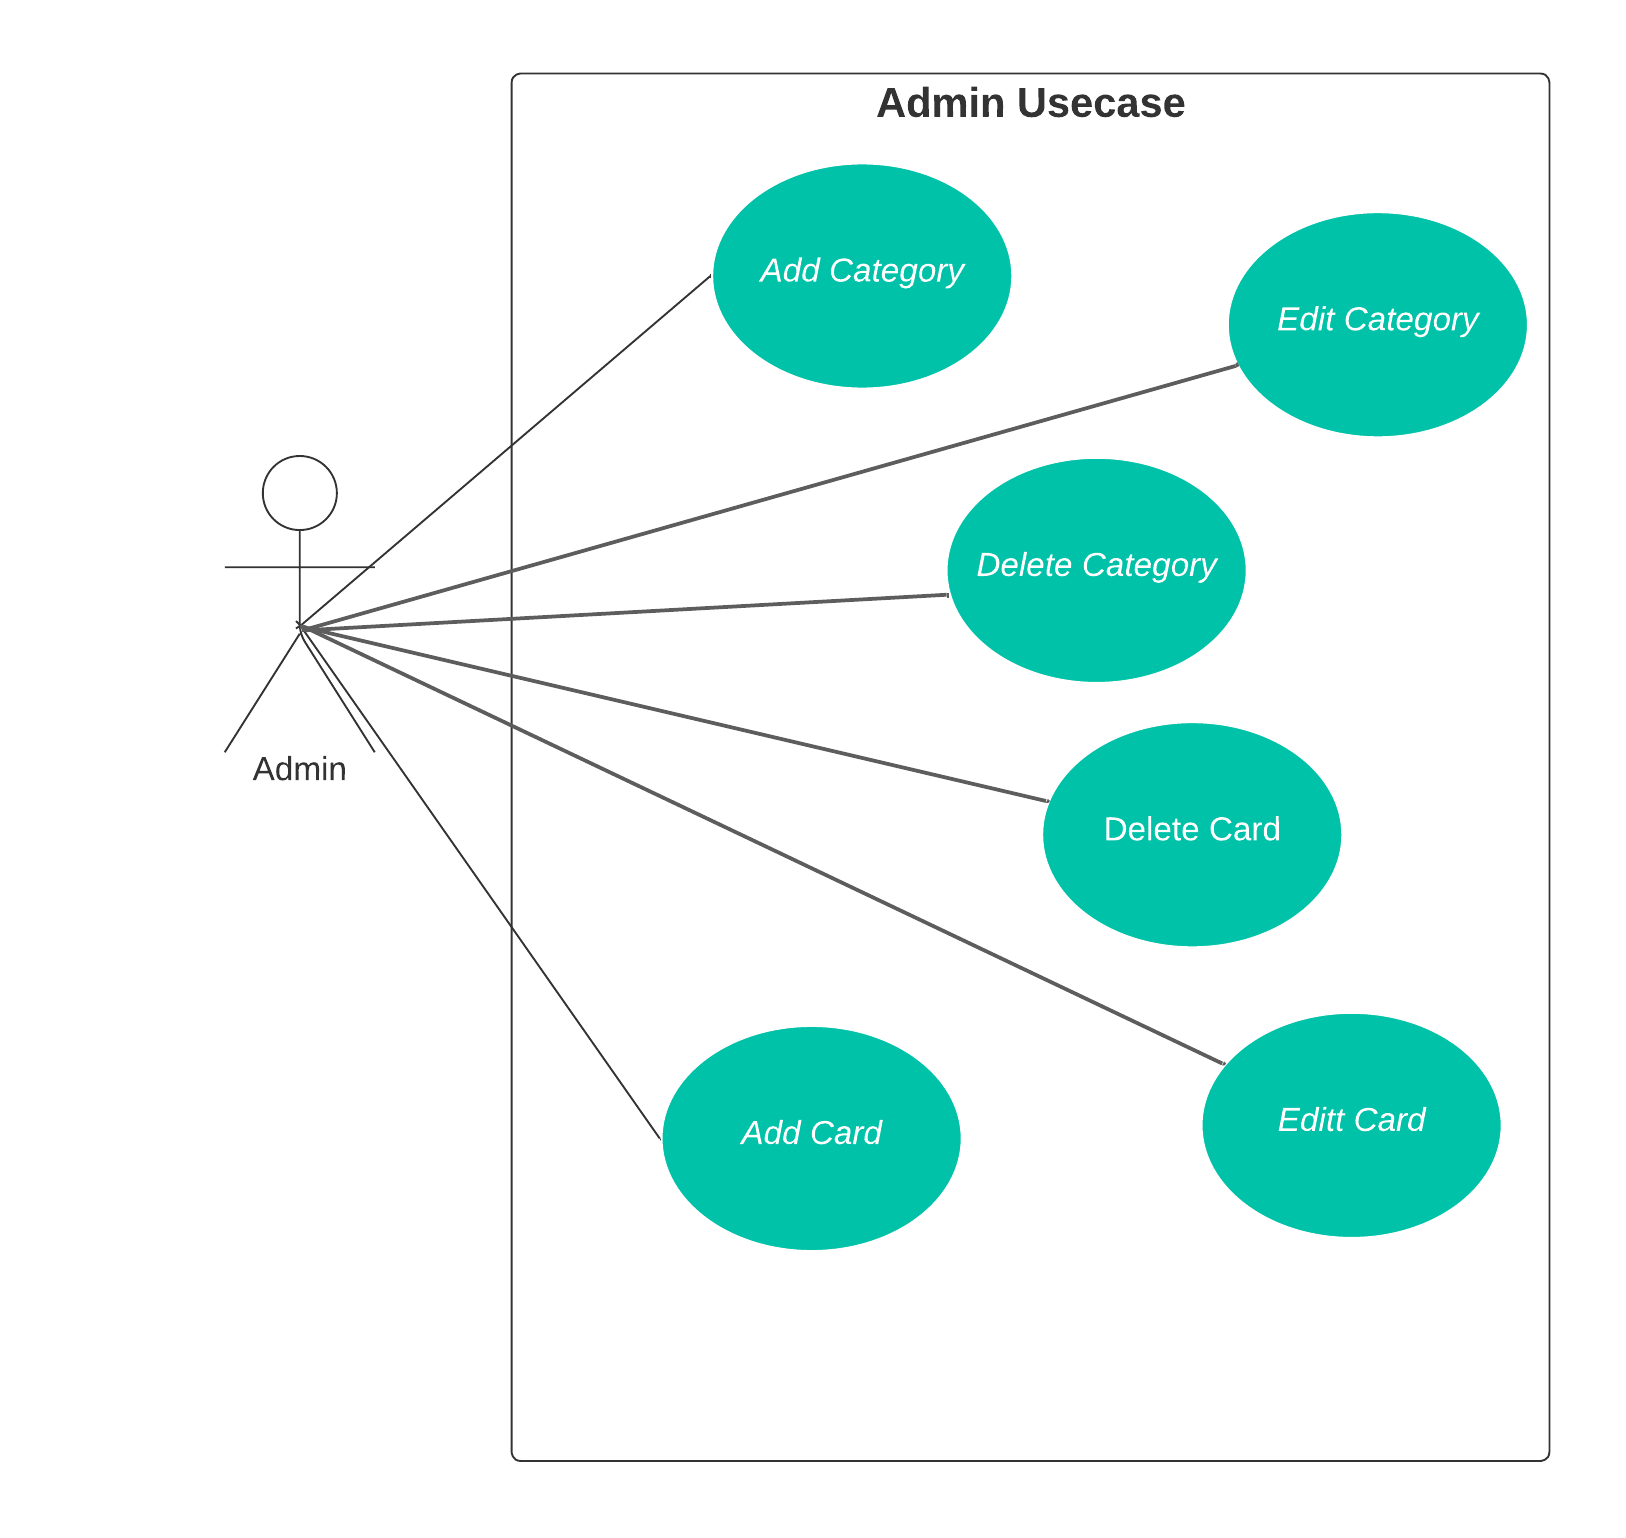 Admin Usecase
Add Category
Edit Category
Delete Category
Admin
Delete Card
Add Card
Editt Card